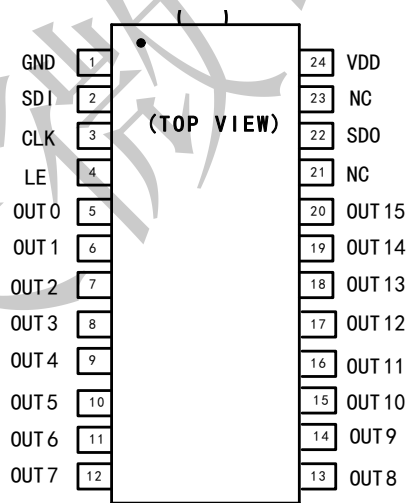 GND 1 24 VDD
SDI 2 23 NC
(TOP VIEW)
CLK 3 22 SDO
LE 4 21 NC
OUT0 5 20 OUT15
OUT1 6 19 OUT14
OUT2 7 18 OUT13
OUT3 8 17 OUT12
OUT4 9 16 OUT11
OUT5 10 15 OUT10
OUT6 11 14 OUT9
OUT7 12 13 OUT8